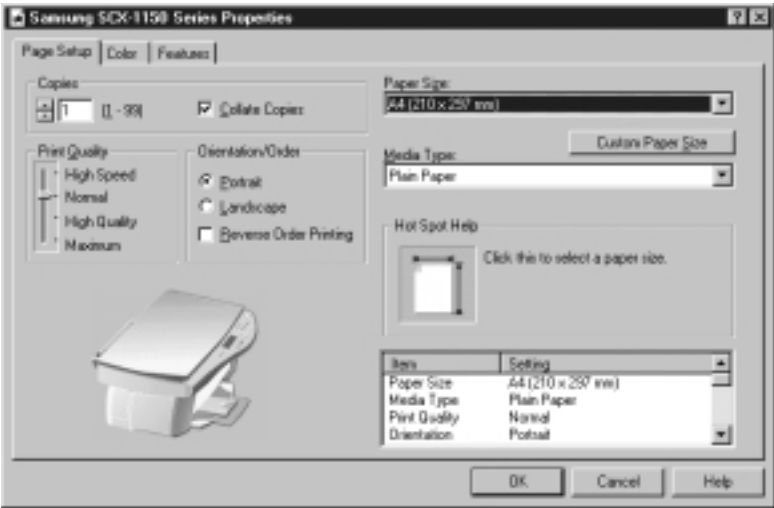 Samsung SCX-1150 Series Properties
Page Setup Color Features
Copies
1 (1 - 99) Collate Copies
Paper Size:
A4 (210 x 297 mm)
Custom Paper Size
Media Type:
Plain Paper
Print Quality
High Speed
Normal
High Quality
Maximum
Orientation/Order
Portrait
Landscape
Reverse Order Printing
Hot Spot Help
Click this to select a paper size.
Item Setting
Paper Size A4 (210 x 297 mm)
Media Type Plain Paper
Print Quality Normal
Orientation Portrait
OK Cancel Help